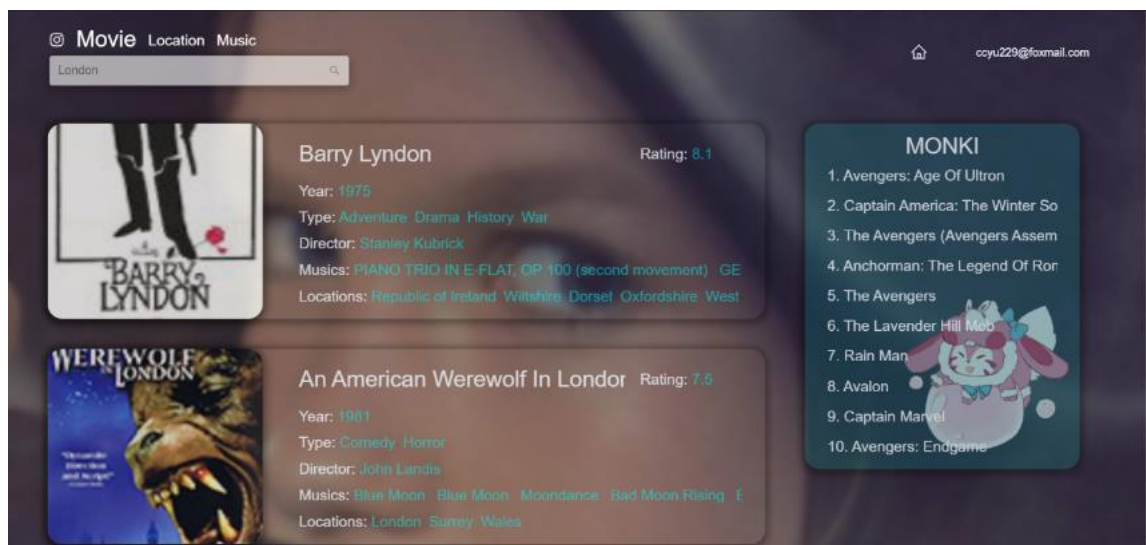 Movie Location Music
ccyu229@foxmail.com
London
BARRY
LYNDON
Barry Lyndon Rating: 8.1
Year: 1975
Type: Adventure Drama History War
Director: Stanley Kubrick
Musics: PIANO TRIO IN E-FLAT, OP 100 (second movement) GE
Locations: Republic of Ireland Wiltshire Dorset Oxfordshire West
WEREWOLF
IN LONDON
An American Werewolf In London Rating: 7.5
Year: 1981
Type: Comedy Horror
Director: John Landis
Musics: Blue Moon Blue Moon Moondance Bad Moon Rising
Locations: London Surrey Wales
MONKI
1. Avengers: Age Of Ultron
2. Captain America: The Winter So
3. The Avengers (Avengers Assem
4. Anchorman: The Legend Of Ron
5. The Avengers
6. The Lavender Hill Mob
7. Rain Man
8. Avalon
9. Captain Marvel
10. Avengers: Endgame